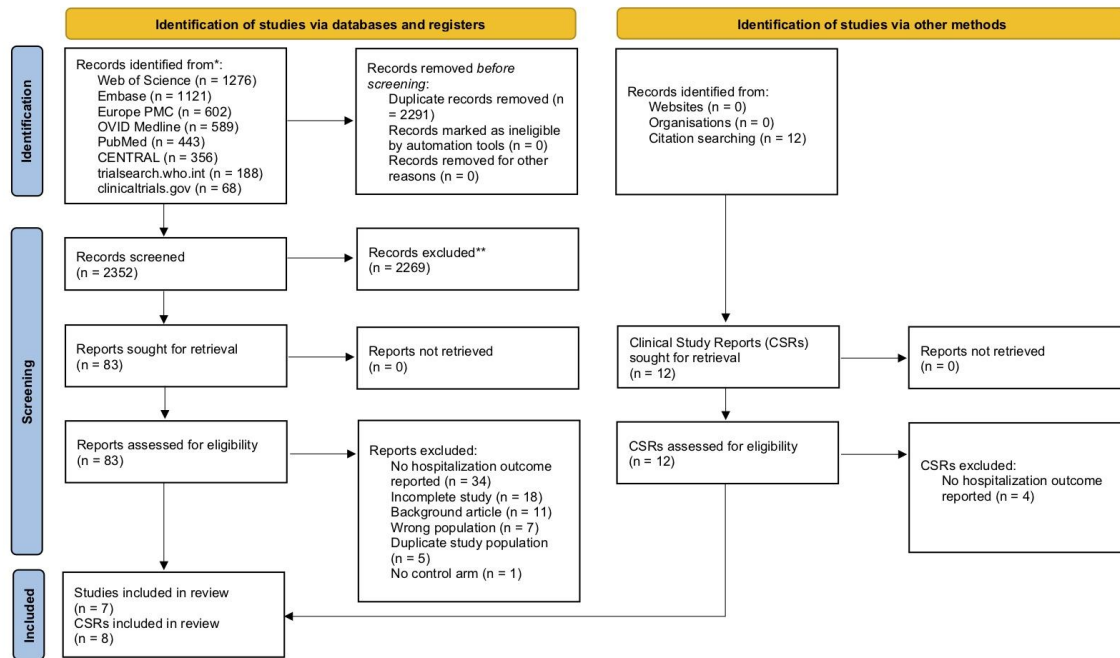 Identification of studies via databases and registers
Identification of studies via other methods
Identification
Records identified from*:
Web of Science (n = 1276)
Embase (n = 1121)
Europe PMC (n = 602)
OVID Medline (n = 589)
PubMed (n = 443)
CENTRAL (n = 356)
trialsearch.who.int (n = 188)
clinicaltrials.gov (n = 68)
Records removed before
screening:
Duplicate records removed (n
= 2291)
Records marked as ineligible
by automation tools (n = 0)
Records removed for other
reasons (n = 0)
Records identified from:
Websites (n = 0)
Organisations (n = 0)
Citation searching (n = 12)
Screening
Records screened
(n = 2352)
Records excluded**
(n = 2269)
Reports sought for retrieval
(n = 83)
Reports not retrieved
(n = 0)
Clinical Study Reports (CSRs)
sought for retrieval
(n = 12)
Reports not retrieved
(n = 0)
Reports assessed for eligibility
(n = 83)
Reports excluded:
No hospitalization outcome
reported (n = 34)
Incomplete study (n = 18)
Background article (n = 11)
Wrong population (n = 7)
Duplicate study population
(n = 5)
No control arm (n = 1)
CSRs assessed for eligibility
(n = 12)
CSRs excluded:
No hospitalization outcome
reported (n = 4)
Included
Studies included in review
(n = 7)
CSRs included in review
(n = 8)